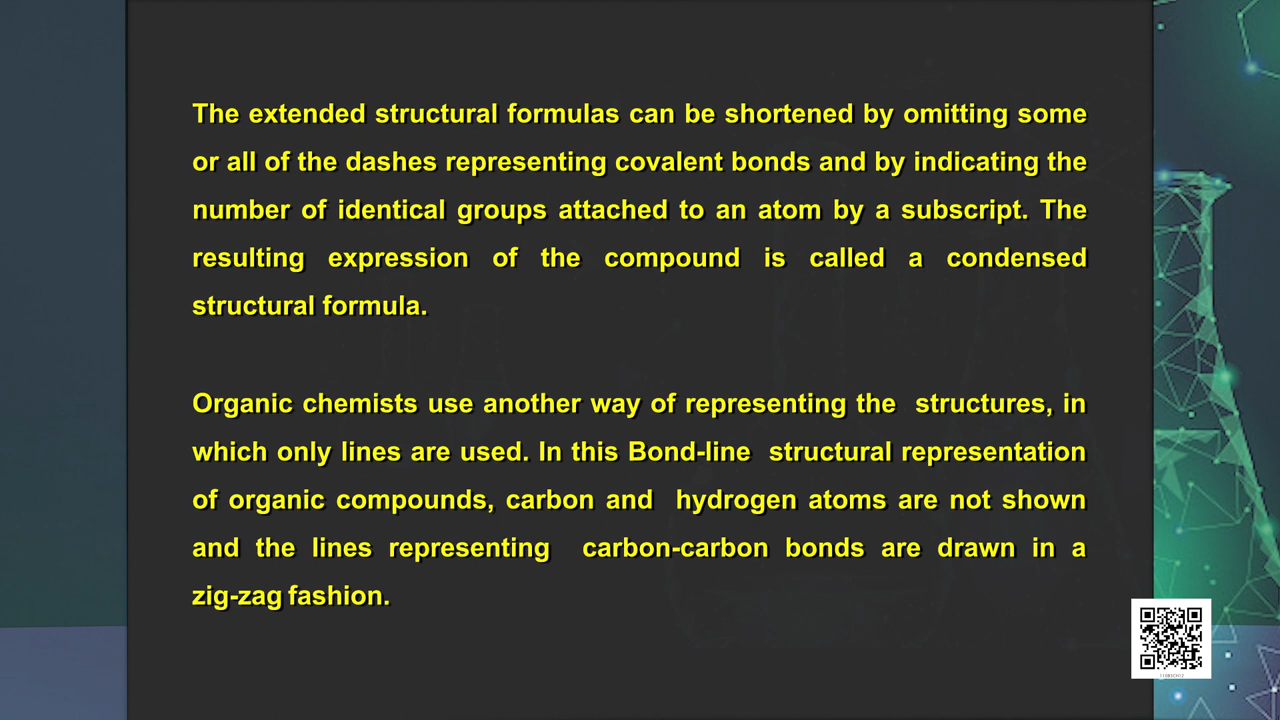 The extended structural formulas can be shortened by omitting some
or all of the dashes representing covalent bonds and by indicating the
number of identical groups attached to an atom by a subscript. The
resulting expression of the compound is called a condensed
structural formula.
Organic chemists use another way of representing the structures, in
which only lines are used. In this Bond-line structural representation
of organic compounds, carbon and hydrogen atoms are not shown
and the lines representing carbon-carbon bonds are drawn in a
zig-zag fashion.